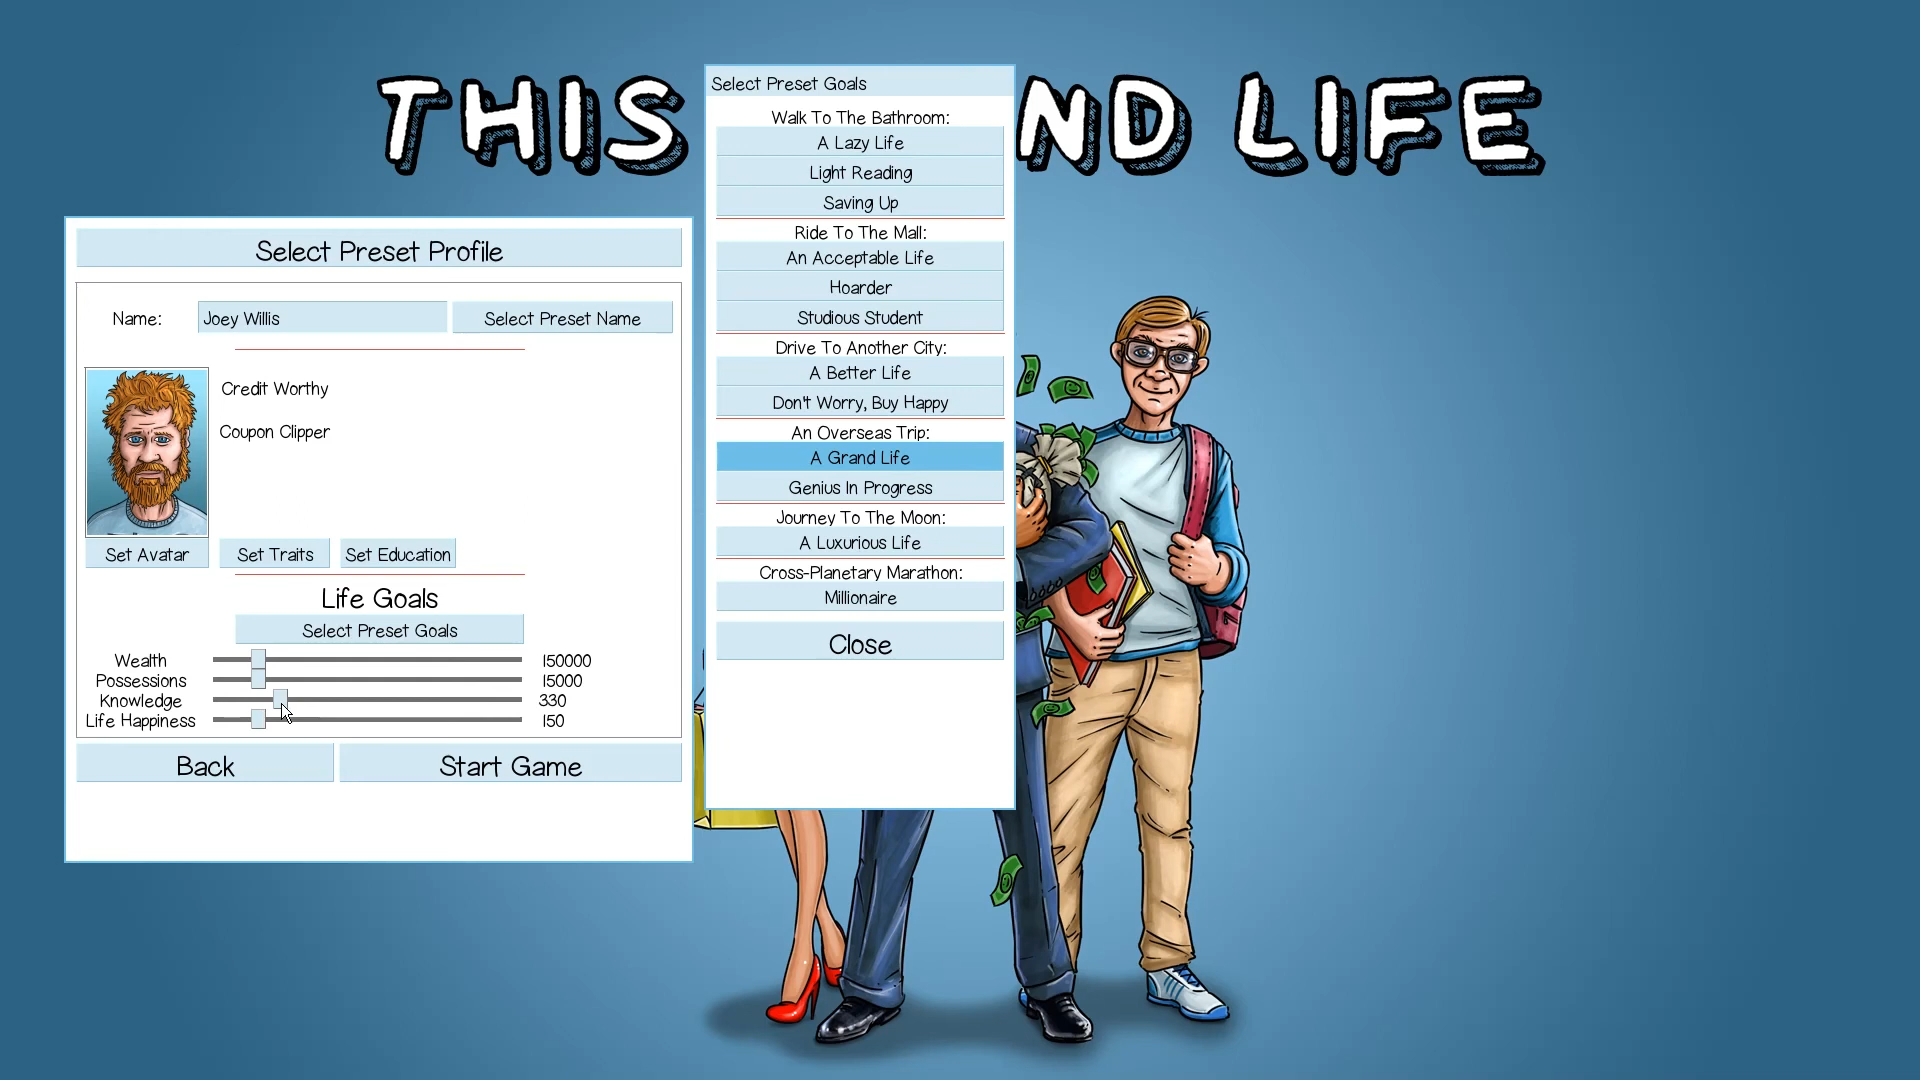 THIS ND LIFE
Select Preset Profile
Name:
Joey Willis
Select Preset Name
Credit Worthy
Coupon Clipper
Set Avatar
Set Traits
Set Education
Life Goals
Select Preset Goals
Wealth 150000
Possessions 15000
Knowledge 330
Life Happiness 150
Back
Start Game
Select Preset Goals
Walk To The Bathroom:
A Lazy Life
Light Reading
Saving Up
Ride To The Mall:
An Acceptable Life
Hoarder
Studious Student
Drive To Another City:
A Better Life
Don't Worry, Buy Happy
An Overseas Trip:
A Grand Life
Genius In Progress
Journey To The Moon:
A Luxurious Life
Cross-Planetary Marathon:
Millionaire
Close